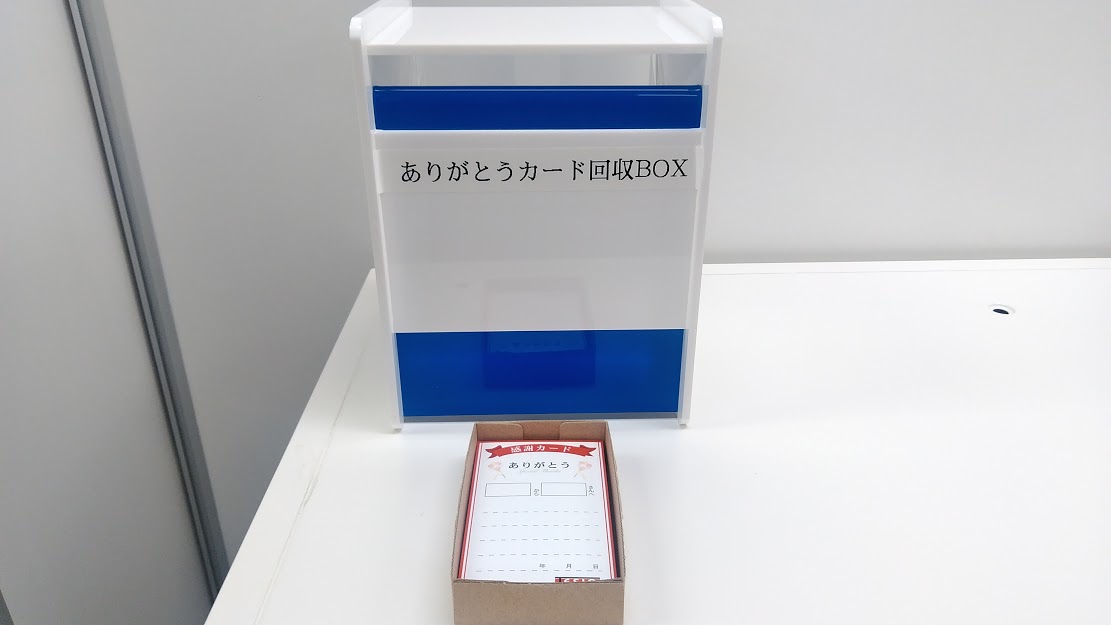 ありがとうカード回収BOX
感謝カード
ありがとう
から
さんへ
年 月 日